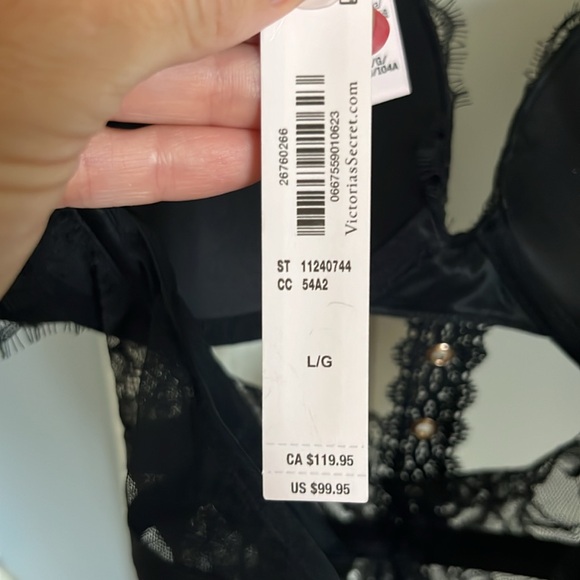 26760266
0667559010623
VictoriasSecret.com
ST 11240744
CC 54A2
L/G
CA $119.95
US $99.95